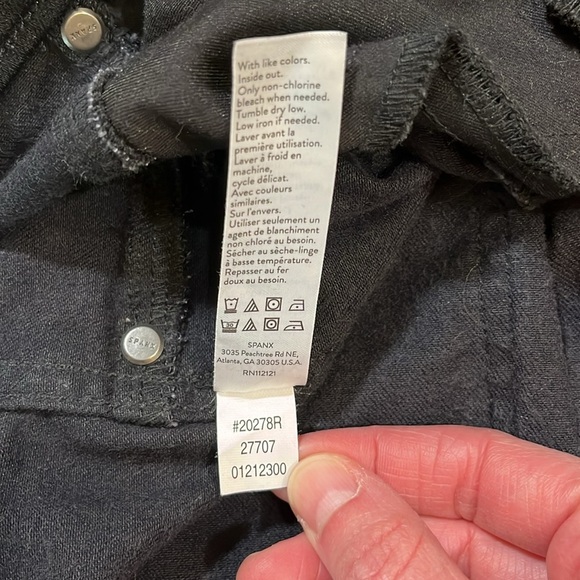 SPANX
With like colors.
Inside out.
Only non-chlorine
bleach when needed.
Tumble dry low.
Low iron if needed.
Laver avant la
première utilisation.
Laver à froid en
machine,
cycle délicat.
Avec couleurs
similaires.
Sur l'envers.
Utiliser seulement un
agent de blanchiment
non chloré au besoin.
Sécher au sèche-linge
à basse température.
Repasser au fer
doux au besoin.
30
SPANX
3035 Peachtree Rd NE,
Atlanta, GA 30305 U.S.A.
RN112121
SPANX
#20278R
27707
01212300